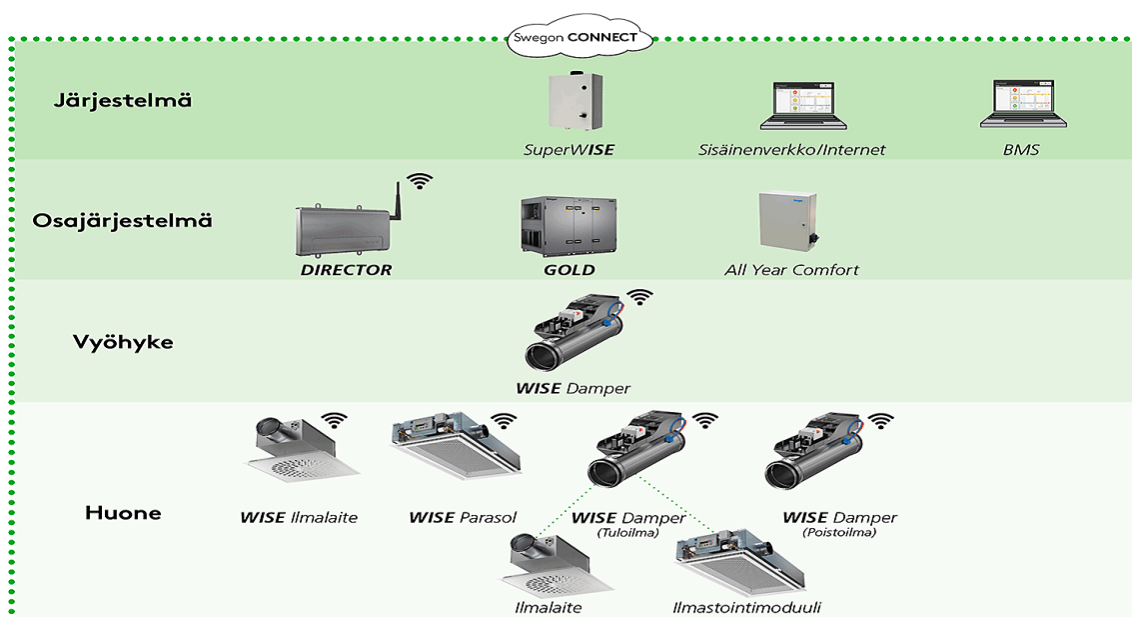 Swegon CONNECT
Järjestelmä
SuperWISE
Sisäinenverkko/Internet
BMS
Osajärjestelmä
DIRECTOR
GOLD
All Year Comfort
Vyöhyke
WISE Damper
Huone
WISE Ilmalaite
WISE Parasol
WISE Damper
(Tuloilma)
WISE Damper
(Poistoilma)
Ilmalaite
Ilmastointimoduuli